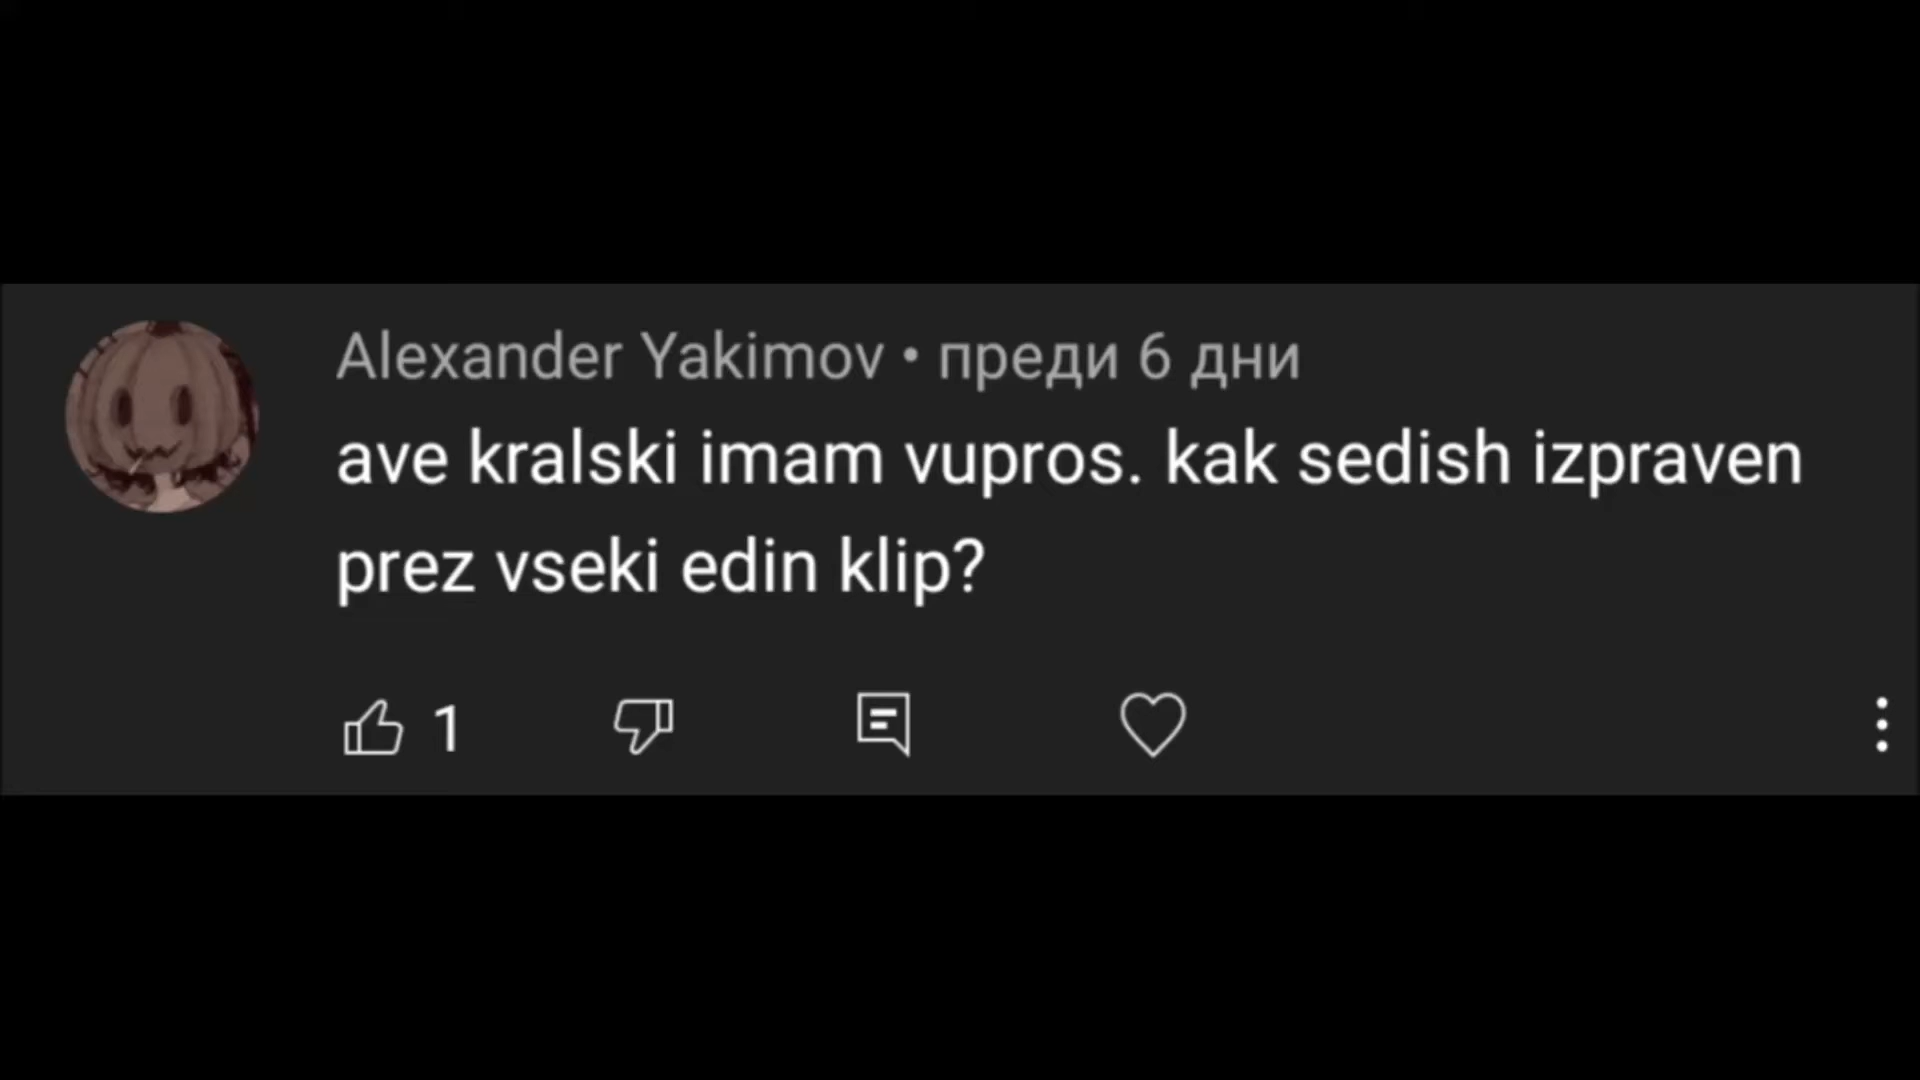 Alexander Yakimov • преди 6 дни
ave kralski imam vupros. kak sedish izpraven
prez vseki edin klip?
1